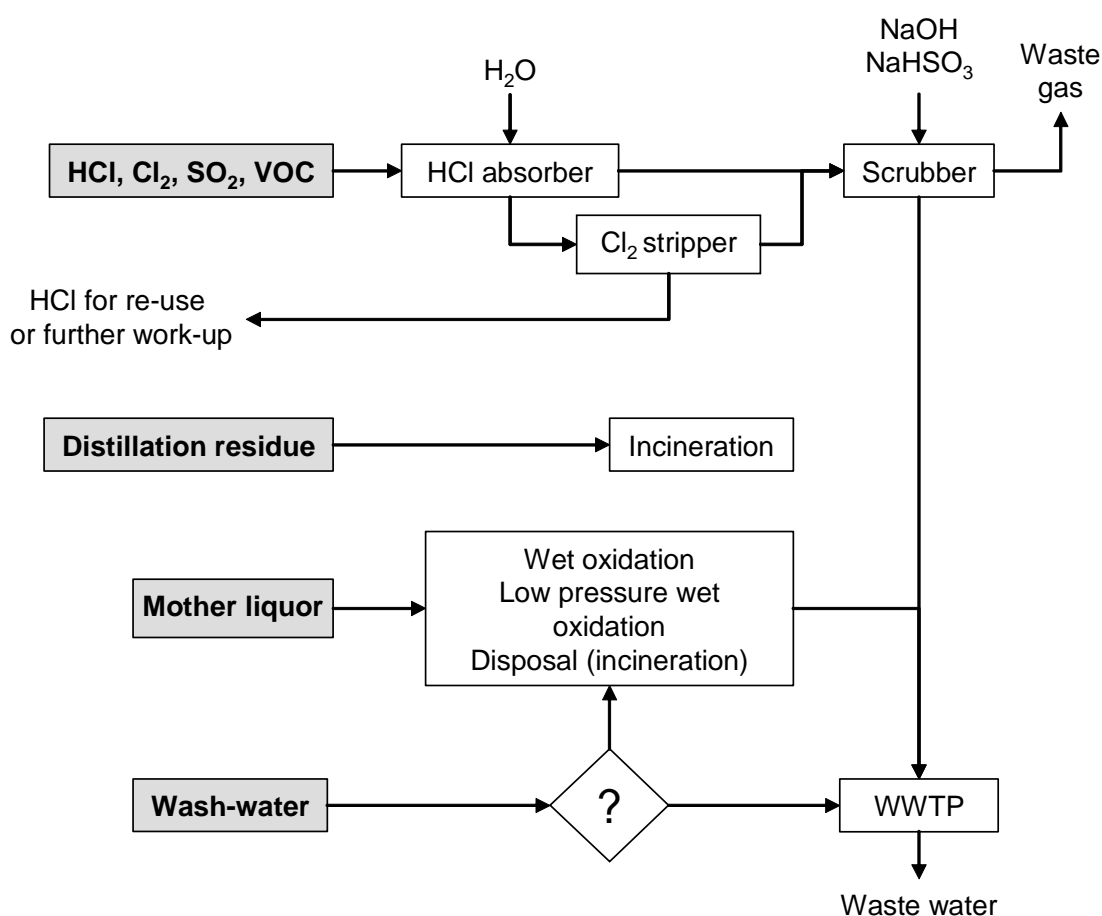 NaOH
NaHSO₃
Waste
gas
H₂O
HCl, Cl₂, SO₂, VOC
HCl absorber
Scrubber
Cl₂ stripper
HCl for re-use
or further work-up
Distillation residue
Incineration
Mother liquor
Wet oxidation
Low pressure wet
oxidation
Disposal (incineration)
Wash-water
?
WWTP
Waste water